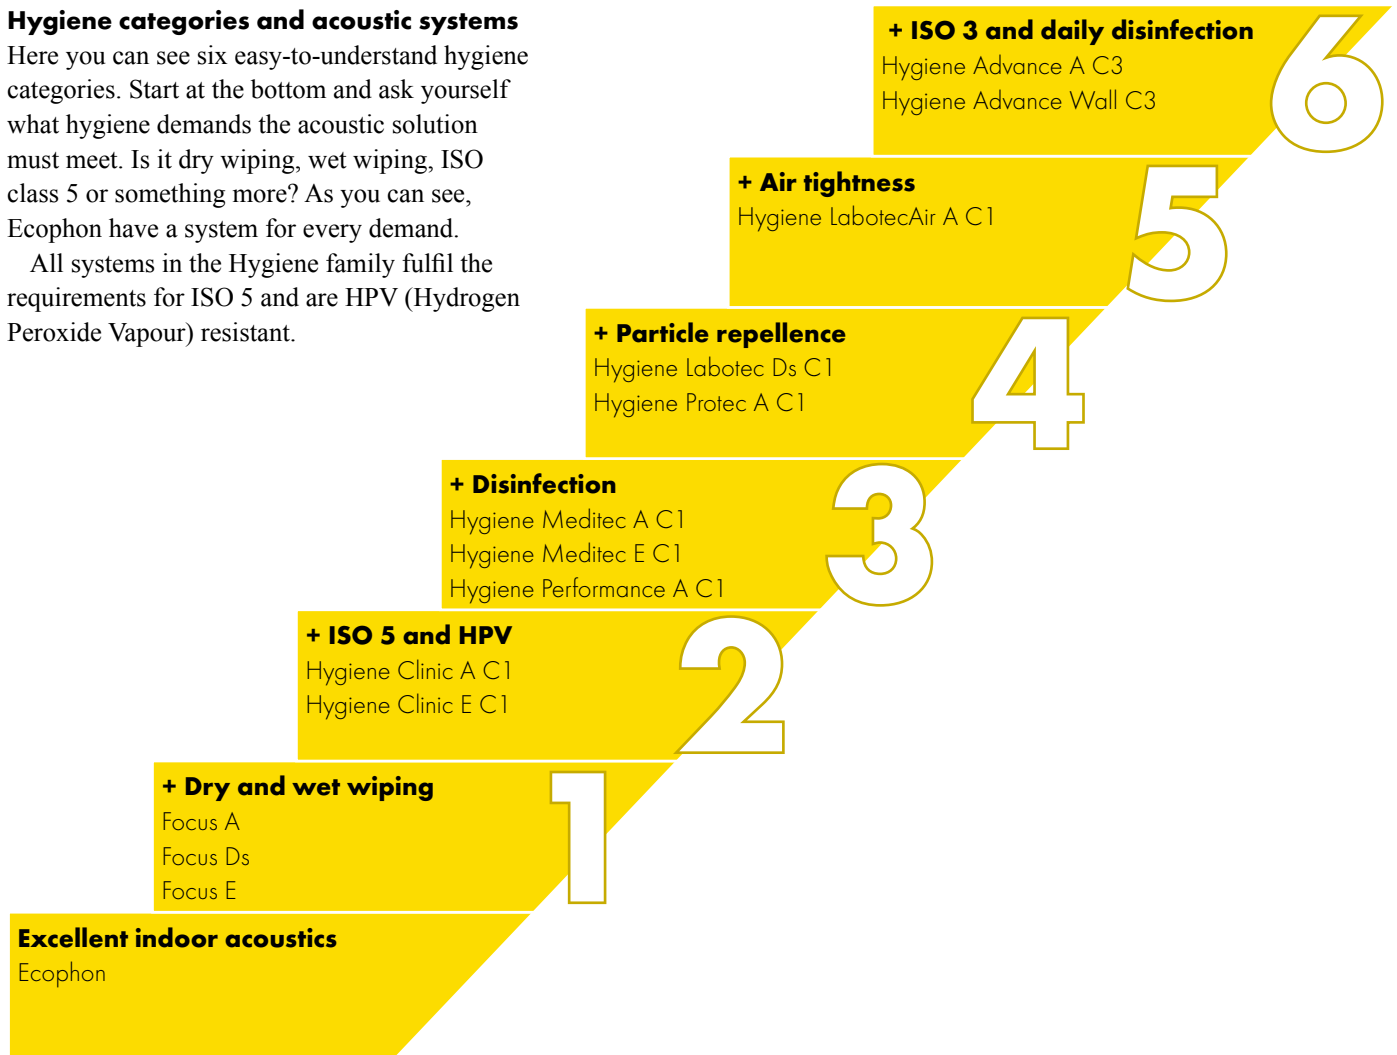 Hygiene categories and acoustic systems
Here you can see six easy-to-understand hygiene
categories. Start at the bottom and ask yourself
what hygiene demands the acoustic solution
must meet. Is it dry wiping, wet wiping, ISO
class 5 or something more? As you can see,
Ecophon have a system for every demand.
All systems in the Hygiene family fulfil the
requirements for ISO 5 and are HPV (Hydrogen
Peroxide Vapour) resistant.
+ ISO 3 and daily disinfection
Hygiene Advance A C3
Hygiene Advance Wall C3
6
+ Air tightness
Hygiene LabotecAir A C1
5
+ Particle repellence
Hygiene Labotec Ds C1
Hygiene Protec A C1
4
+ Disinfection
Hygiene Meditec A C1
Hygiene Meditec E C1
Hygiene Performance A C1
3
+ ISO 5 and HPV
Hygiene Clinic A C1
Hygiene Clinic E C1
2
+ Dry and wet wiping
Focus A
Focus Ds
Focus E
1
Excellent indoor acoustics
Ecophon